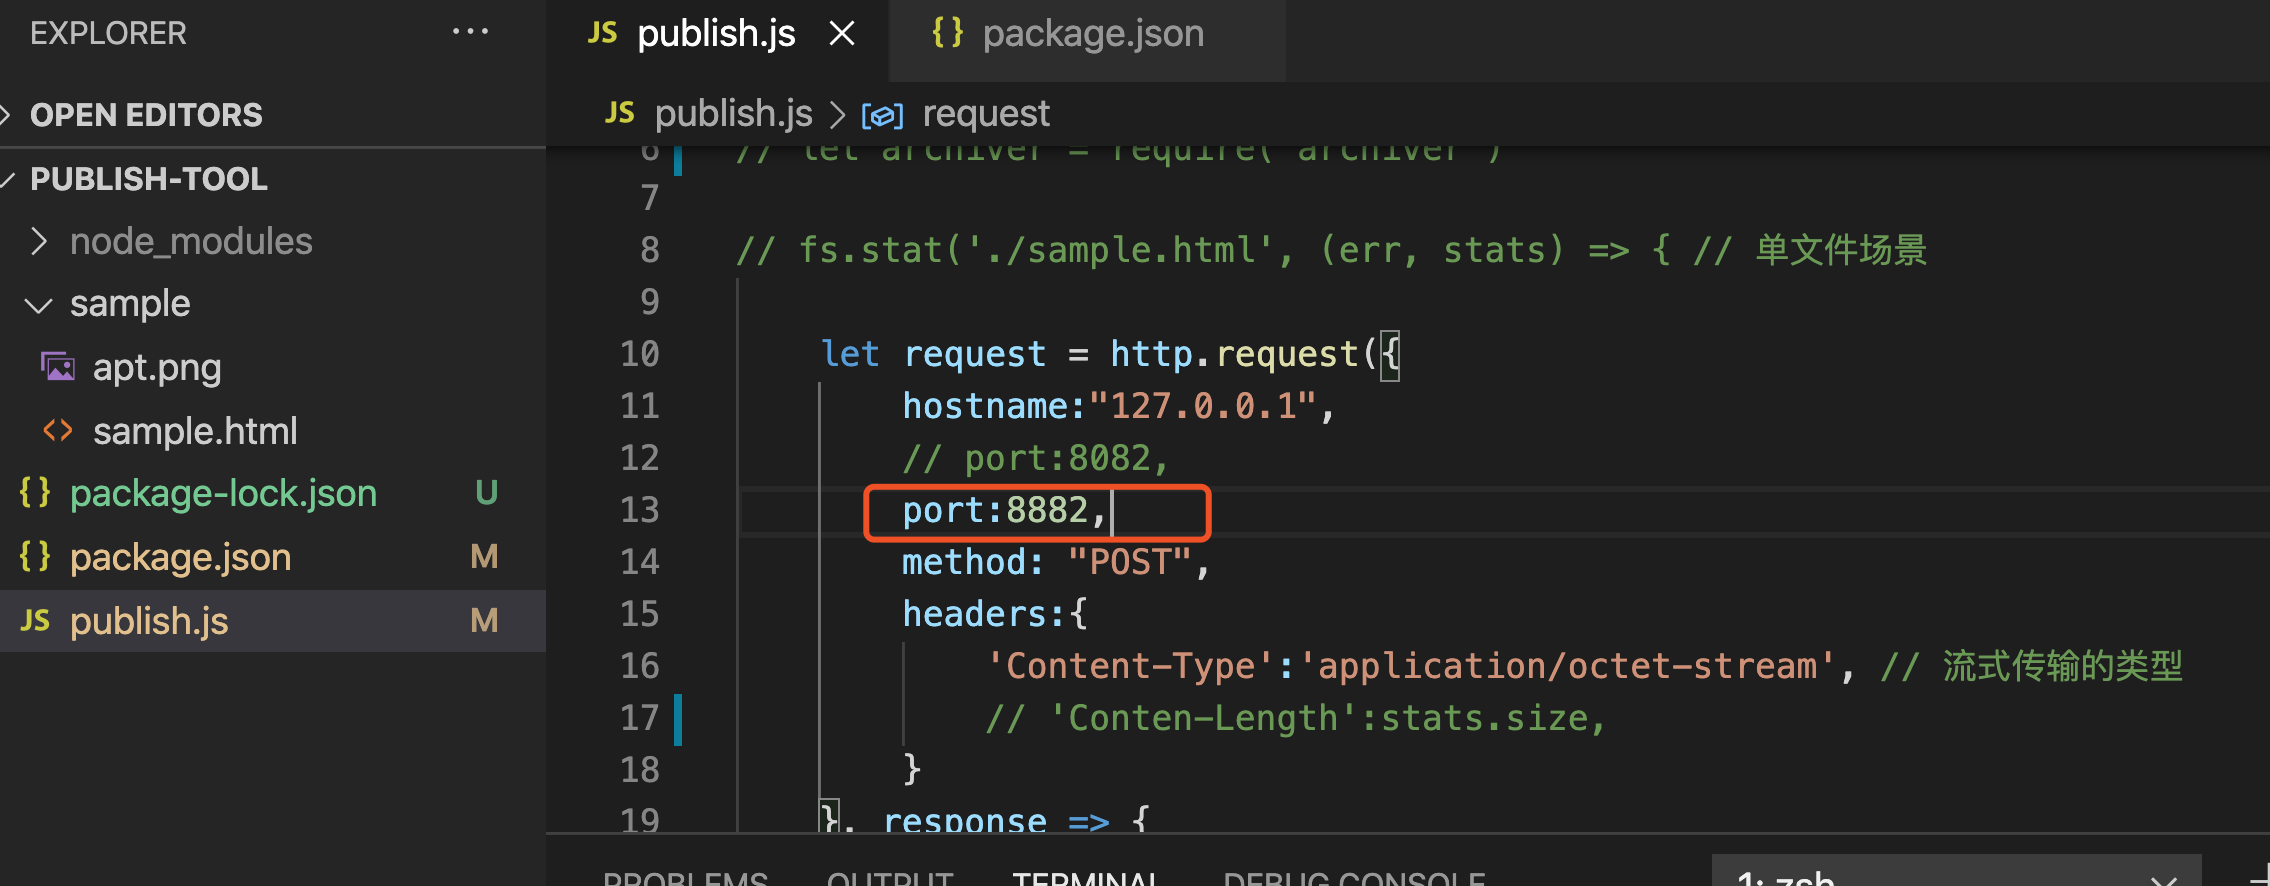 EXPLORER ...
OPEN EDITORS
PUBLISH-TOOL
node_modules
sample
apt.png
sample.html
{} package-lock.json U
{} package.json M
JS publish.js M
JS publish.js × {} package.json
JS publish.js > request
6 // let archiver = require('archiver')
7
8 // fs.stat('./sample.html', (err, stats) => { // 单文件场景
9
10 let request = http.request({
11 hostname:"127.0.0.1",
12 // port:8082,
13 port:8882,
14 method: "POST",
15 headers:{
16 'Content-Type':'application/octet-stream', // 流式传输的类型
17 // 'Conten-Length':stats.size,
18 }
19 }, response => {
PROBLEMS OUTPUT TERMINAL DEBUG CONSOLE 1: zsh